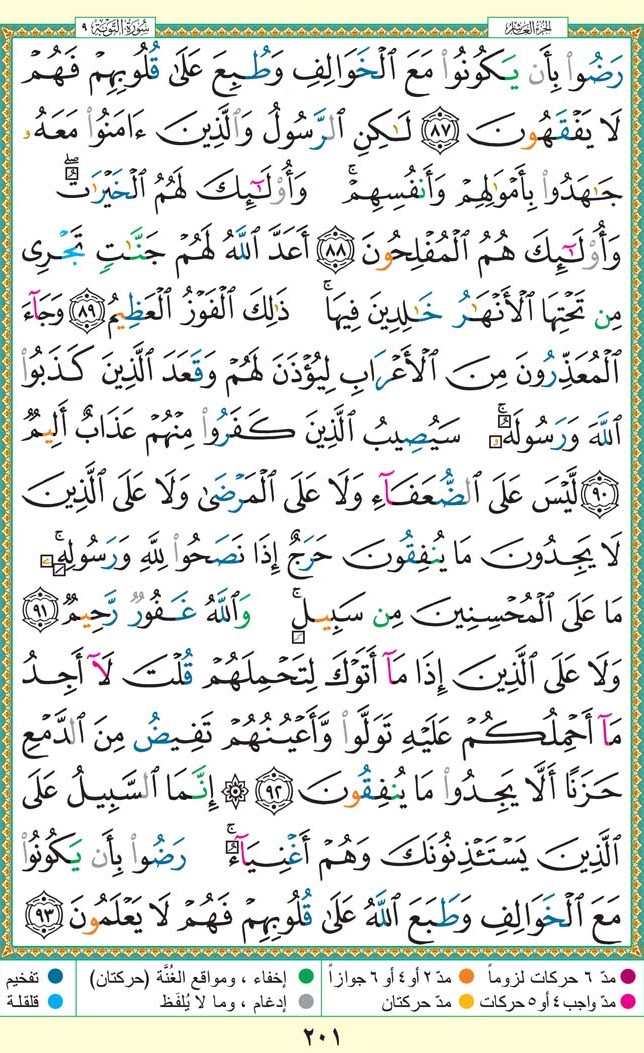 الجزء العاشر
سورة التوبة ٩
رَضُوا۟ بِأَن يَكُونُوا۟ مَعَ ٱلْخَوَالِفِ وَطُبِعَ عَلَىٰ قُلُوبِهِمْ فَهُمْ
لَا يَفْقَهُونَ ٨٧ لَـٰكِنِ ٱلرَّسُولُ وَٱلَّذِينَ ءَامَنُوا۟ مَعَهُۥ
جَـٰهَدُوا۟ بِأَمْوَٰلِهِمْ وَأَنفُسِهِمْ ۚ وَأُو۟لَـٰٓئِكَ لَهُمُ ٱلْخَيْرَٰتُ ۖ
وَأُو۟لَـٰٓئِكَ هُمُ ٱلْمُفْلِحُونَ ٨٨ أَعَدَّ ٱللَّهُ لَهُمْ جَنَّـٰتٍ تَجْرِى
مِن تَحْتِهَا ٱلْأَنْهَـٰرُ خَـٰلِدِينَ فِيهَا ۚ ذَٰلِكَ ٱلْفَوْزُ ٱلْعَظِيمُ ٨٩ وَجَآءَ
ٱلْمُعَذِّرُونَ مِنَ ٱلْأَعْرَابِ لِيُؤْذَنَ لَهُمْ وَقَعَدَ ٱلَّذِينَ كَذَبُوا۟
ٱللَّهَ وَرَسُولَهُۥ ۚ سَيُصِيبُ ٱلَّذِينَ كَفَرُوا۟ مِنْهُمْ عَذَابٌ أَلِيمٌ
٩٠ لَّيْسَ عَلَى ٱلضُّعَفَآءِ وَلَا عَلَى ٱلْمَرْضَىٰ وَلَا عَلَى ٱلَّذِينَ
لَا يَجِدُونَ مَا يُنفِقُونَ حَرَجٌ إِذَا نَصَحُوا۟ لِلَّهِ وَرَسُولِهِۦ ۚ
مَا عَلَى ٱلْمُحْسِنِينَ مِن سَبِيلٍ ۚ وَٱللَّهُ غَفُورٌ رَّحِيمٌ ٩١
وَلَا عَلَى ٱلَّذِينَ إِذَا مَآ أَتَوْكَ لِتَحْمِلَهُمْ قُلْتَ لَآ أَجِدُ
مَآ أَحْمِلُكُمْ عَلَيْهِ تَوَلَّوا۟ وَّأَعْيُنُهُمْ تَفِيضُ مِنَ ٱلدَّمْعِ
حَزَنًا أَلَّا يَجِدُوا۟ مَا يُنفِقُونَ ٩٢ ۞ إِنَّمَا ٱلسَّبِيلُ عَلَى
ٱلَّذِينَ يَسْتَـْٔذِنُونَكَ وَهُمْ أَغْنِيَآءُ ۚ رَضُوا۟ بِأَن يَكُونُوا۟
مَعَ ٱلْخَوَالِفِ وَطَبَعَ ٱللَّهُ عَلَىٰ قُلُوبِهِمْ فَهُمْ لَا يَعْلَمُونَ ٩٣
مدّ ٦ حركات لزوماً مدّ ٢ أو ٤ أو ٦ جوازاً إخفاء ، ومواقع الغُنَّة (حركتان) تفخيم
مدّ واجب ٤ أو ٥ حركات مدّ حركتان إدغام ، وما لا يُلفَظ قلقلة
٢٠١